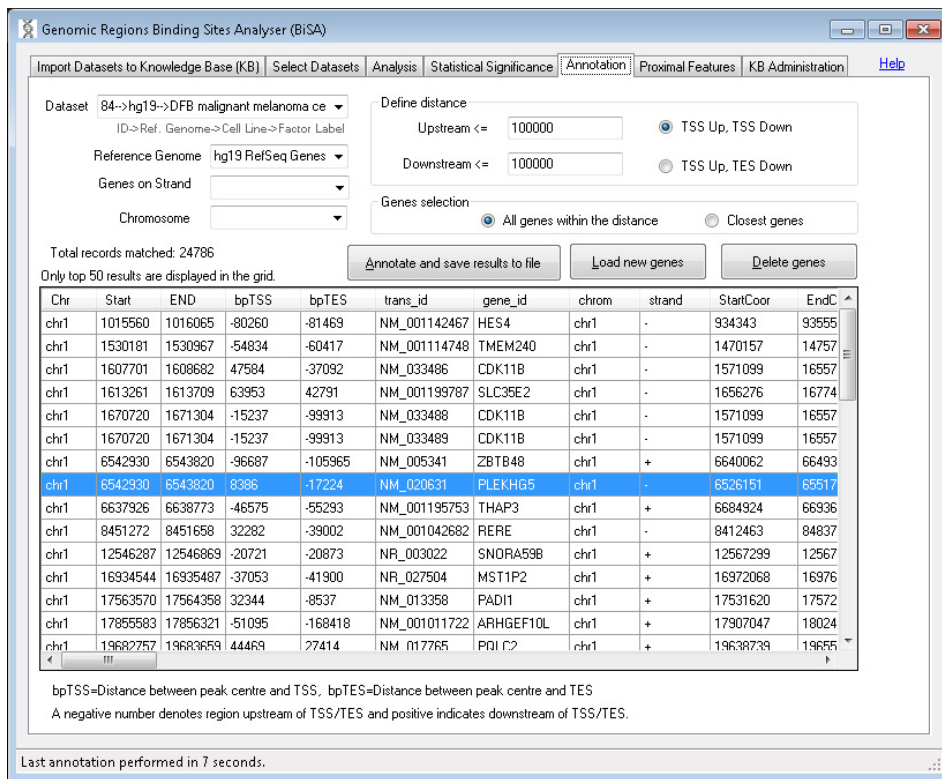 Genomic Regions Binding Sites Analyser (BiSA)
Import Datasets to Knowledge Base (KB) Select Datasets Analysis Statistical Significance Annotation Proximal Features KB Administration Help
Dataset 84-->hg19-->DFB malignant melanoma ce
ID->Ref. Genome->Cell Line->Factor Label
Reference Genome hg19 RefSeq Genes
Genes on Strand
Chromosome
Define distance
Upstream <= 100000 TSS Up, TSS Down
Downstream <= 100000 TSS Up, TES Down
Genes selection
All genes within the distance Closest genes
Total records matched: 24786
Only top 50 results are displayed in the grid.
Annotate and save results to file Load new genes Delete genes
Chr Start END bpTSS bpTES trans_id gene_id chrom strand StartCoor EndC
chr1 1015560 1016065 -80260 -81469 NM_001142467 HES4 chr1 - 934343 93555
chr1 1530181 1530967 -54834 -60417 NM_001114748 TMEM240 chr1 - 1470157 14757
chr1 1607701 1608682 47584 -37092 NM_033486 CDK11B chr1 - 1571099 16557
chr1 1613261 1613709 63953 42791 NM_001199787 SLC35E2 chr1 - 1656276 16774
chr1 1670720 1671304 -15237 -99913 NM_033488 CDK11B chr1 - 1571099 16557
chr1 1670720 1671304 -15237 -99913 NM_033489 CDK11B chr1 - 1571099 16557
chr1 6542930 6543820 -96687 -105965 NM_005341 ZBTB48 chr1 + 6640062 66493
chr1 6542930 6543820 8386 -17224 NM_020631 PLEKHG5 chr1 - 6526151 65517
chr1 6637926 6638773 -46575 -55293 NM_001195753 THAP3 chr1 + 6684924 66936
chr1 8451272 8451658 32282 -39002 NM_001042682 RERE chr1 - 8412463 84837
chr1 12546287 12546869 -20721 -20873 NR_003022 SNORA59B chr1 + 12567299 12567
chr1 16934544 16935487 -37053 -41900 NR_027504 MST1P2 chr1 + 16972068 16976
chr1 17563570 17564358 32344 -8537 NM_013358 PADI1 chr1 + 17531620 17572
chr1 17855583 17856321 -51095 -168418 NM_001011722 ARHGEF10L chr1 + 17907047 18024
chr1 19682757 19683659 44469 27414 NM_017765 PQLC2 chr1 + 19638739 19655
bpTSS=Distance between peak centre and TSS, bpTES=Distance between peak centre and TES
A negative number denotes region upstream of TSS/TES and positive indicates downstream of TSS/TES.
Last annotation performed in 7 seconds.